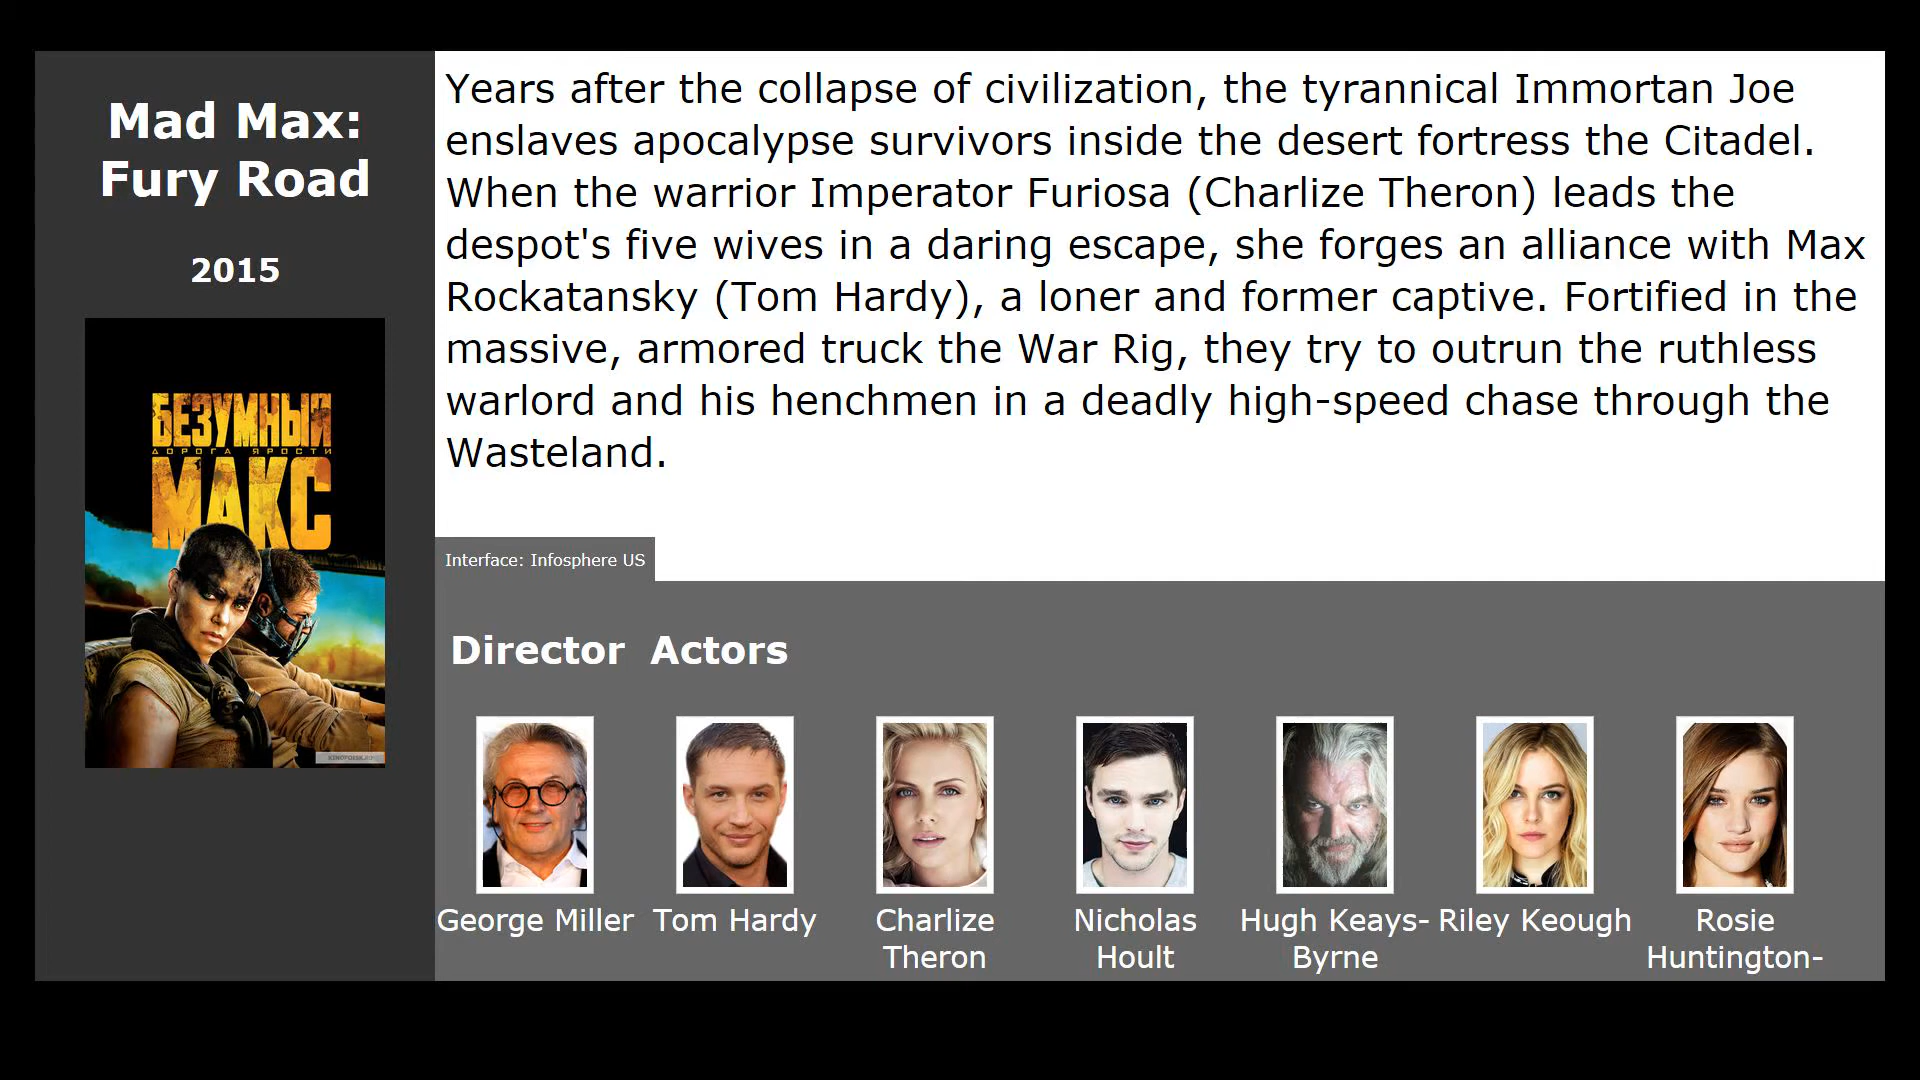 Mad Max:
Fury Road
2015
БЕЗУМНЫЙ
ДОРОГА ЯРОСТИ
МАКС
KINOPOISK.RU
Years after the collapse of civilization, the tyrannical Immortan Joe
enslaves apocalypse survivors inside the desert fortress the Citadel.
When the warrior Imperator Furiosa (Charlize Theron) leads the
despot's five wives in a daring escape, she forges an alliance with Max
Rockatansky (Tom Hardy), a loner and former captive. Fortified in the
massive, armored truck the War Rig, they try to outrun the ruthless
warlord and his henchmen in a deadly high-speed chase through the
Wasteland.
Interface: Infosphere US
Director Actors
George Miller
Tom Hardy
Charlize
Theron
Nicholas
Hoult
Hugh Keays-
Byrne
Riley Keough
Rosie
Huntington-